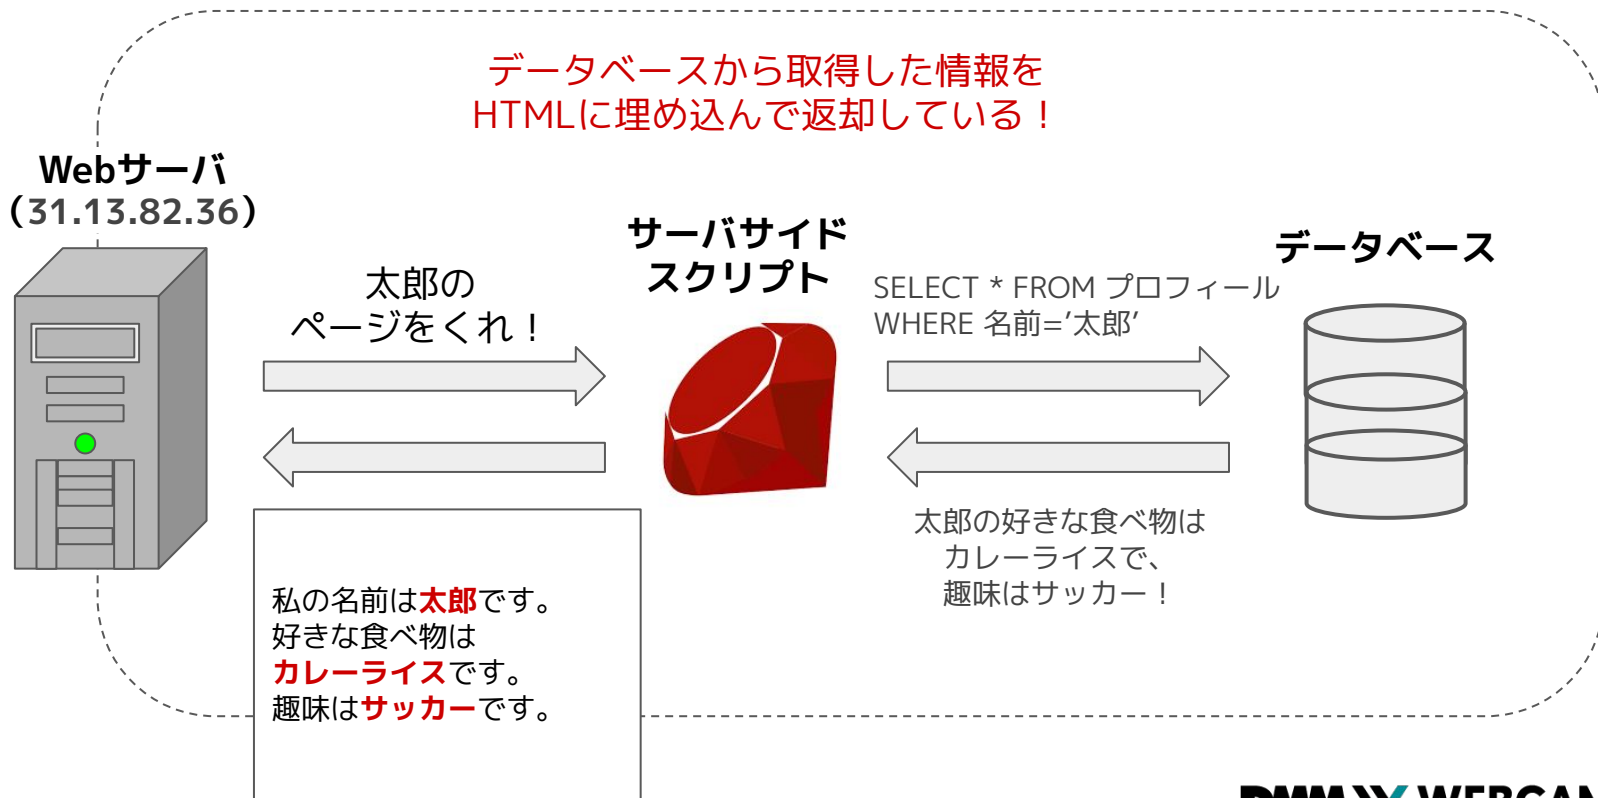 データベースから取得した情報を
HTMLに埋め込んで返却している！
Webサーバ
（31.13.82.36）
太郎の
ページをくれ！
サーバサイド
スクリプト
SELECT * FROM プロフィール
WHERE 名前=’太郎’
データベース
太郎の好きな食べ物は
カレーライスで、
趣味はサッカー！
私の名前は太郎です。
好きな食べ物は
カレーライスです。
趣味はサッカーです。